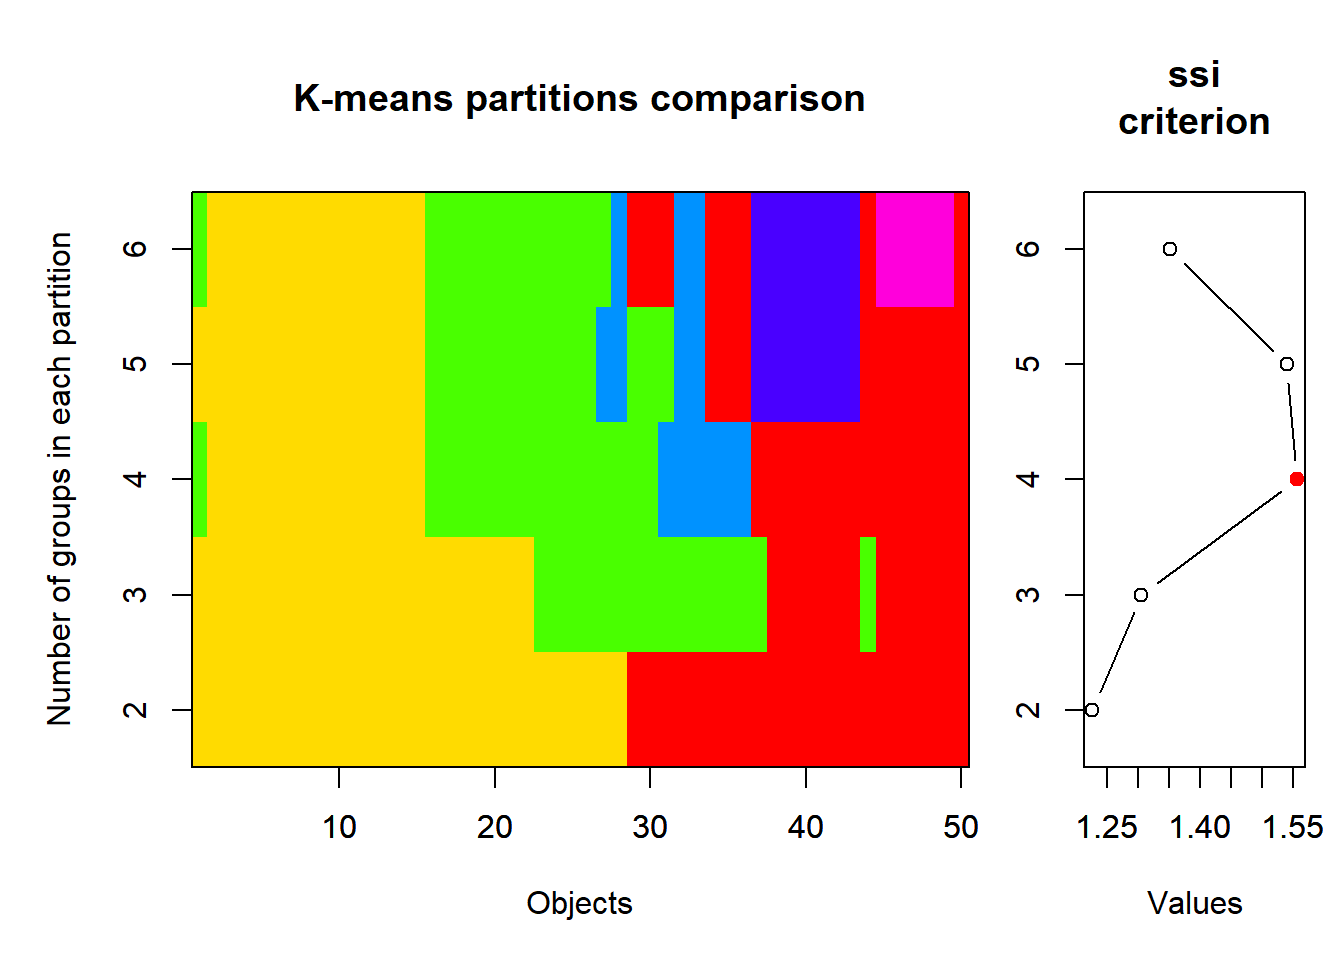 K-means partitions comparison
ssi
criterion
Number of groups in each partition
6
5
4
3
2
10 20 30 40 50
Objects
6
5
4
3
2
1.25 1.40 1.55
Values